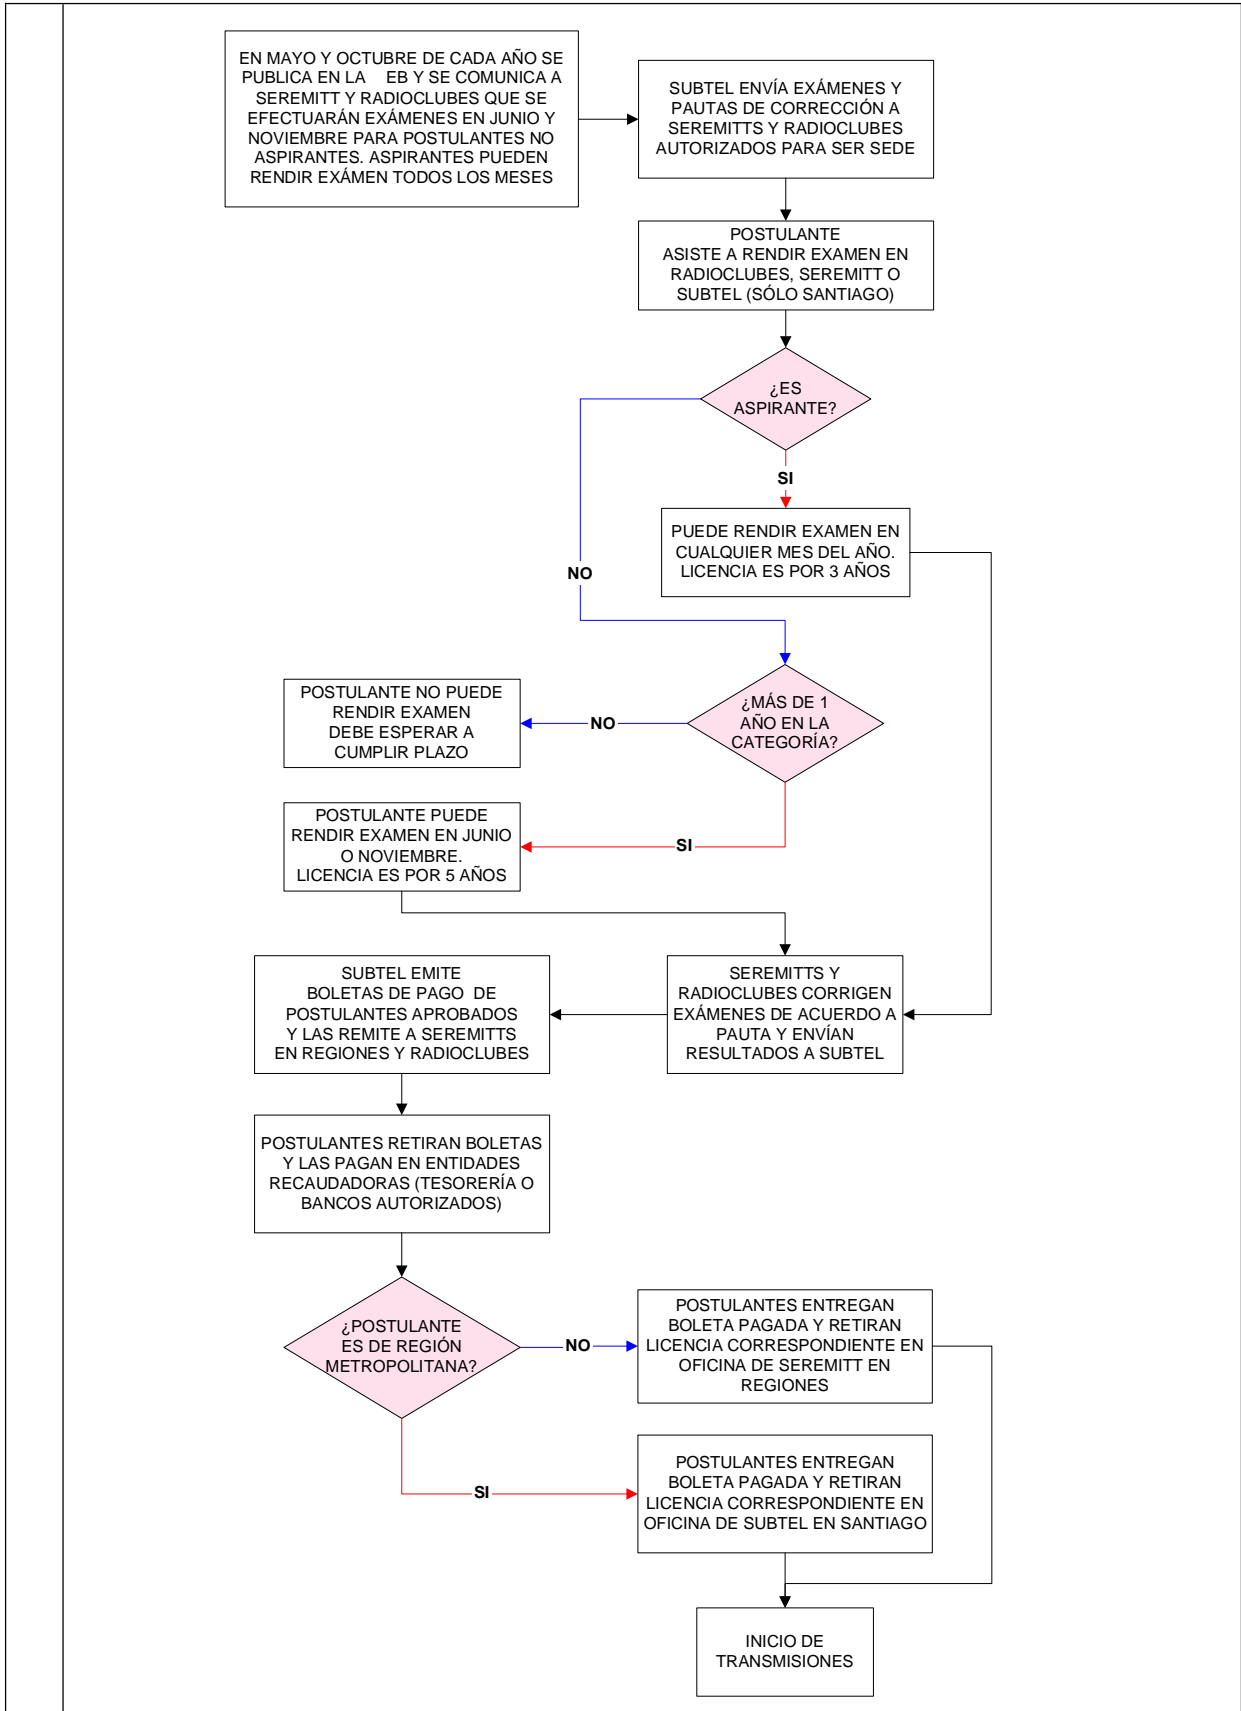 EN MAYO Y OCTUBRE DE CADA AÑO SE
PUBLICA EN LA EB Y SE COMUNICA A
SEREMITT Y RADIOCLUBES QUE SE
EFECTUARÁN EXÁMENES EN JUNIO Y
NOVIEMBRE PARA POSTULANTES NO
ASPIRANTES. ASPIRANTES PUEDEN
RENDIR EXÁMEN TODOS LOS MESES
SUBTEL ENVÍA EXÁMENES Y
PAUTAS DE CORRECCIÓN A
SEREMITTS Y RADIOCLUBES
AUTORIZADOS PARA SER SEDE
POSTULANTE
ASISTE A RENDIR EXAMEN EN
RADIOCLUBES, SEREMITT O
SUBTEL (SÓLO SANTIAGO)
¿ES
ASPIRANTE?
SI
PUEDE RENDIR EXAMEN EN
CUALQUIER MES DEL AÑO.
LICENCIA ES POR 3 AÑOS
NO
¿MÁS DE 1
AÑO EN LA
CATEGORÍA?
NO
POSTULANTE NO PUEDE
RENDIR EXAMEN
DEBE ESPERAR A
CUMPLIR PLAZO
SI
POSTULANTE PUEDE
RENDIR EXAMEN EN JUNIO
O NOVIEMBRE.
LICENCIA ES POR 5 AÑOS
SEREMITTS Y
RADIOCLUBES CORRIGEN
EXÁMENES DE ACUERDO A
PAUTA Y ENVÍAN
RESULTADOS A SUBTEL
SUBTEL EMITE
BOLETAS DE PAGO DE
POSTULANTES APROBADOS
Y LAS REMITE A SEREMITTS
EN REGIONES Y RADIOCLUBES
POSTULANTES RETIRAN BOLETAS
Y LAS PAGAN EN ENTIDADES
RECAUDADORAS (TESORERÍA O
BANCOS AUTORIZADOS)
¿POSTULANTE
ES DE REGIÓN
METROPOLITANA?
NO
POSTULANTES ENTREGAN
BOLETA PAGADA Y RETIRAN
LICENCIA CORRESPONDIENTE EN
OFICINA DE SEREMITT EN
REGIONES
SI
POSTULANTES ENTREGAN
BOLETA PAGADA Y RETIRAN
LICENCIA CORRESPONDIENTE EN
OFICINA DE SUBTEL EN SANTIAGO
INICIO DE
TRANSMISIONES